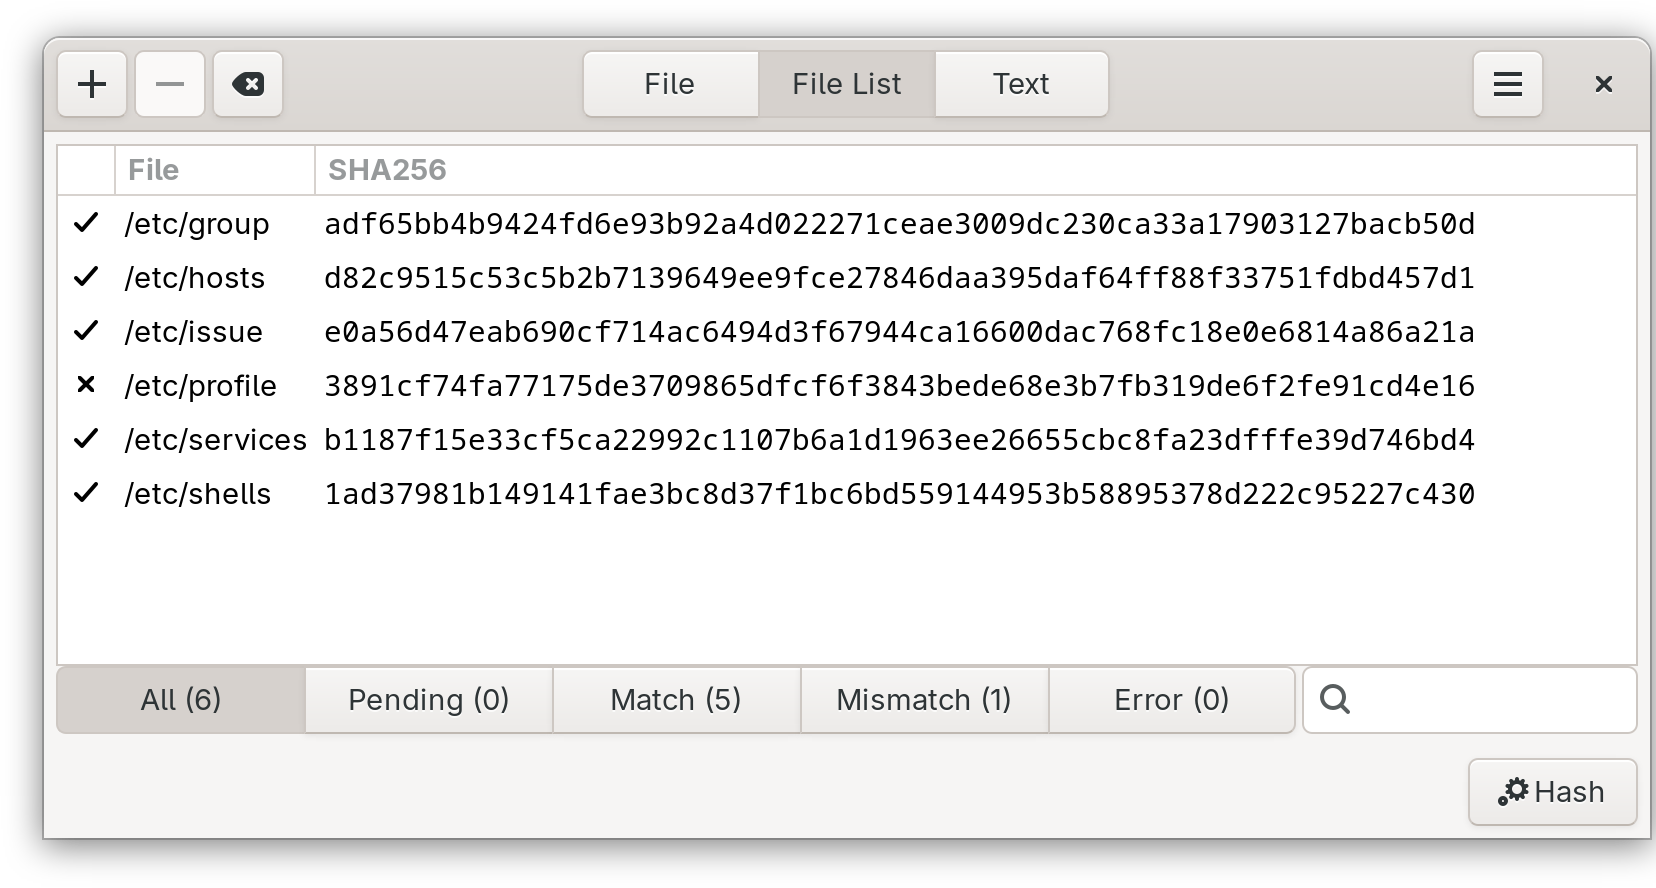 File File List Text
File SHA256
/etc/group adf65bb4b9424fd6e93b92a4d022271ceae3009dc230ca33a17903127bacb50d
/etc/hosts d82c9515c53c5b2b7139649ee9fce27846daa395daf64ff88f33751fdbd457d1
/etc/issue e0a56d47eab690cf714ac6494d3f67944ca16600dac768fc18e0e6814a86a21a
/etc/profile 3891cf74fa77175de3709865dfcf6f3843bede68e3b7fb319de6f2fe91cd4e16
/etc/services b1187f15e33cf5ca22992c1107b6a1d1963ee26655cbc8fa23dfffe39d746bd4
/etc/shells 1ad37981b149141fae3bc8d37f1bc6bd559144953b58895378d222c95227c430
All (6) Pending (0) Match (5) Mismatch (1) Error (0)
Hash